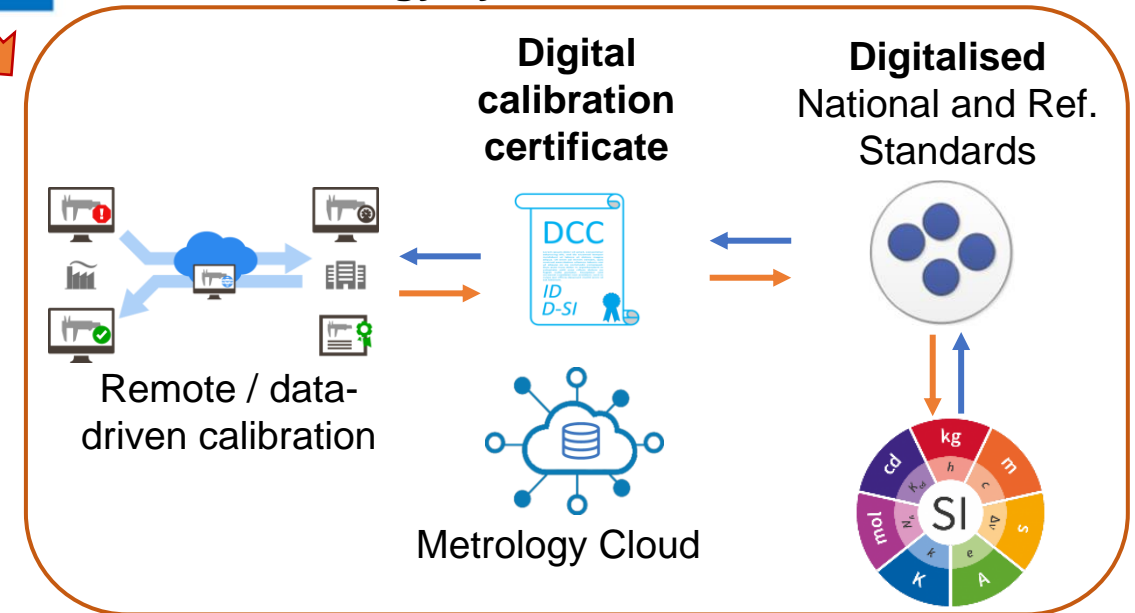 Digital
calibration
certificate
Digitalised
National and Ref.
Standards
DCC
ID
D-SI
Remote / data-
driven calibration
Metrology Cloud
kg
m
s
A
K
mol
cd
h
c
Δν
e
k
N
K
SI